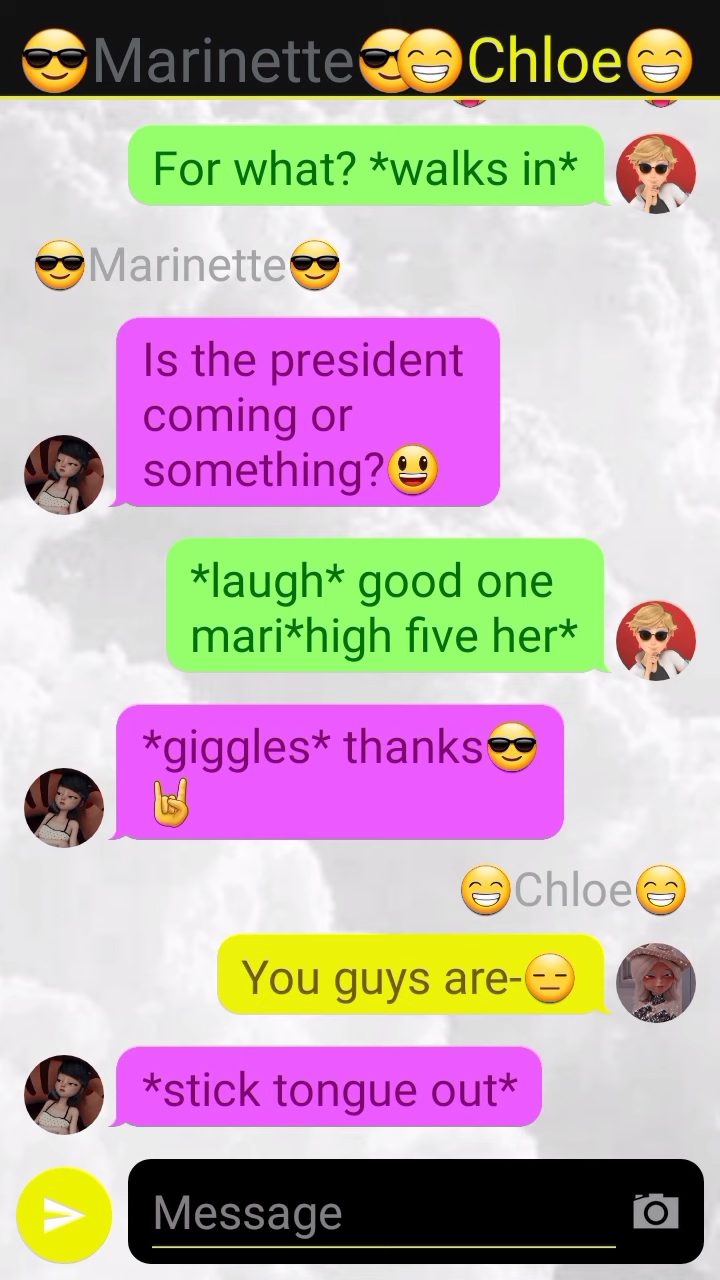 😎Marinette😎😁Chloe😁
For what? *walks in*
😎Marinette😎
Is the president
coming or
something?😃
*laugh* good one
mari*high five her*
*giggles* thanks😎
🤘
😁Chloe😁
You guys are-😑
*stick tongue out*
Message